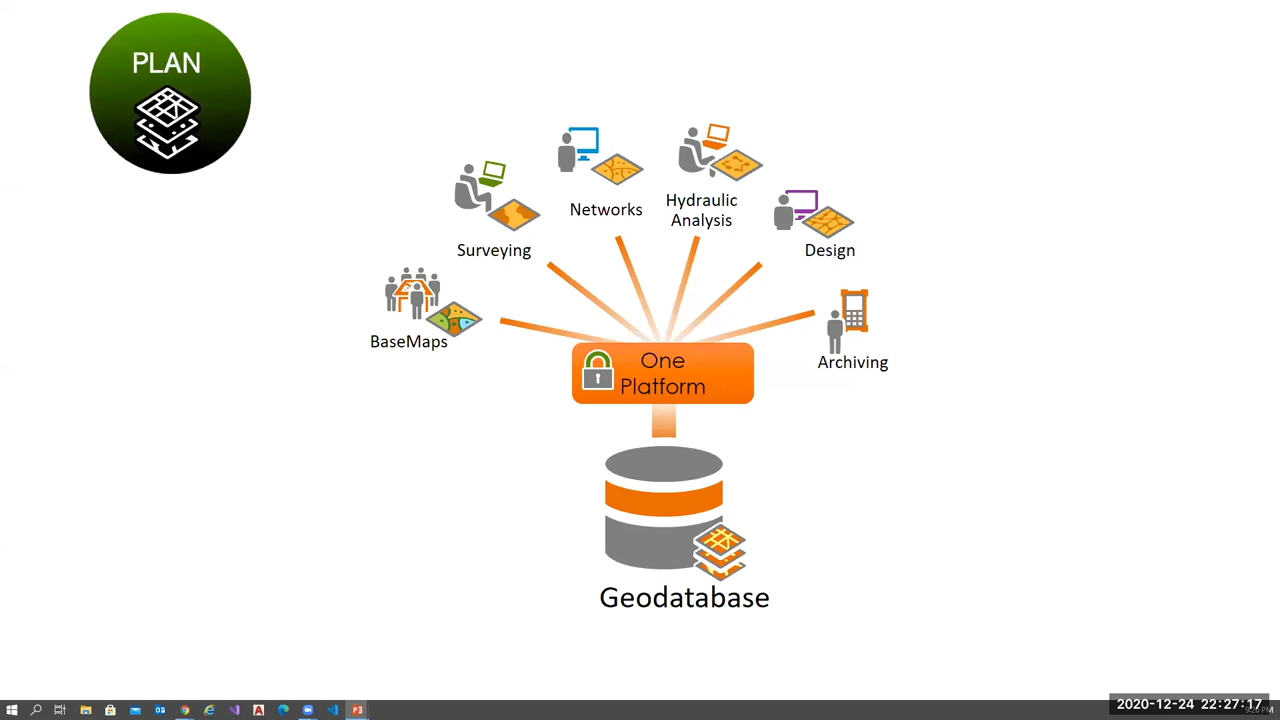 PLAN
Networks
Hydraulic
Analysis
Surveying
Design
BaseMaps
Archiving
One
Platform
Geodatabase
2020-12-24 22:27:17